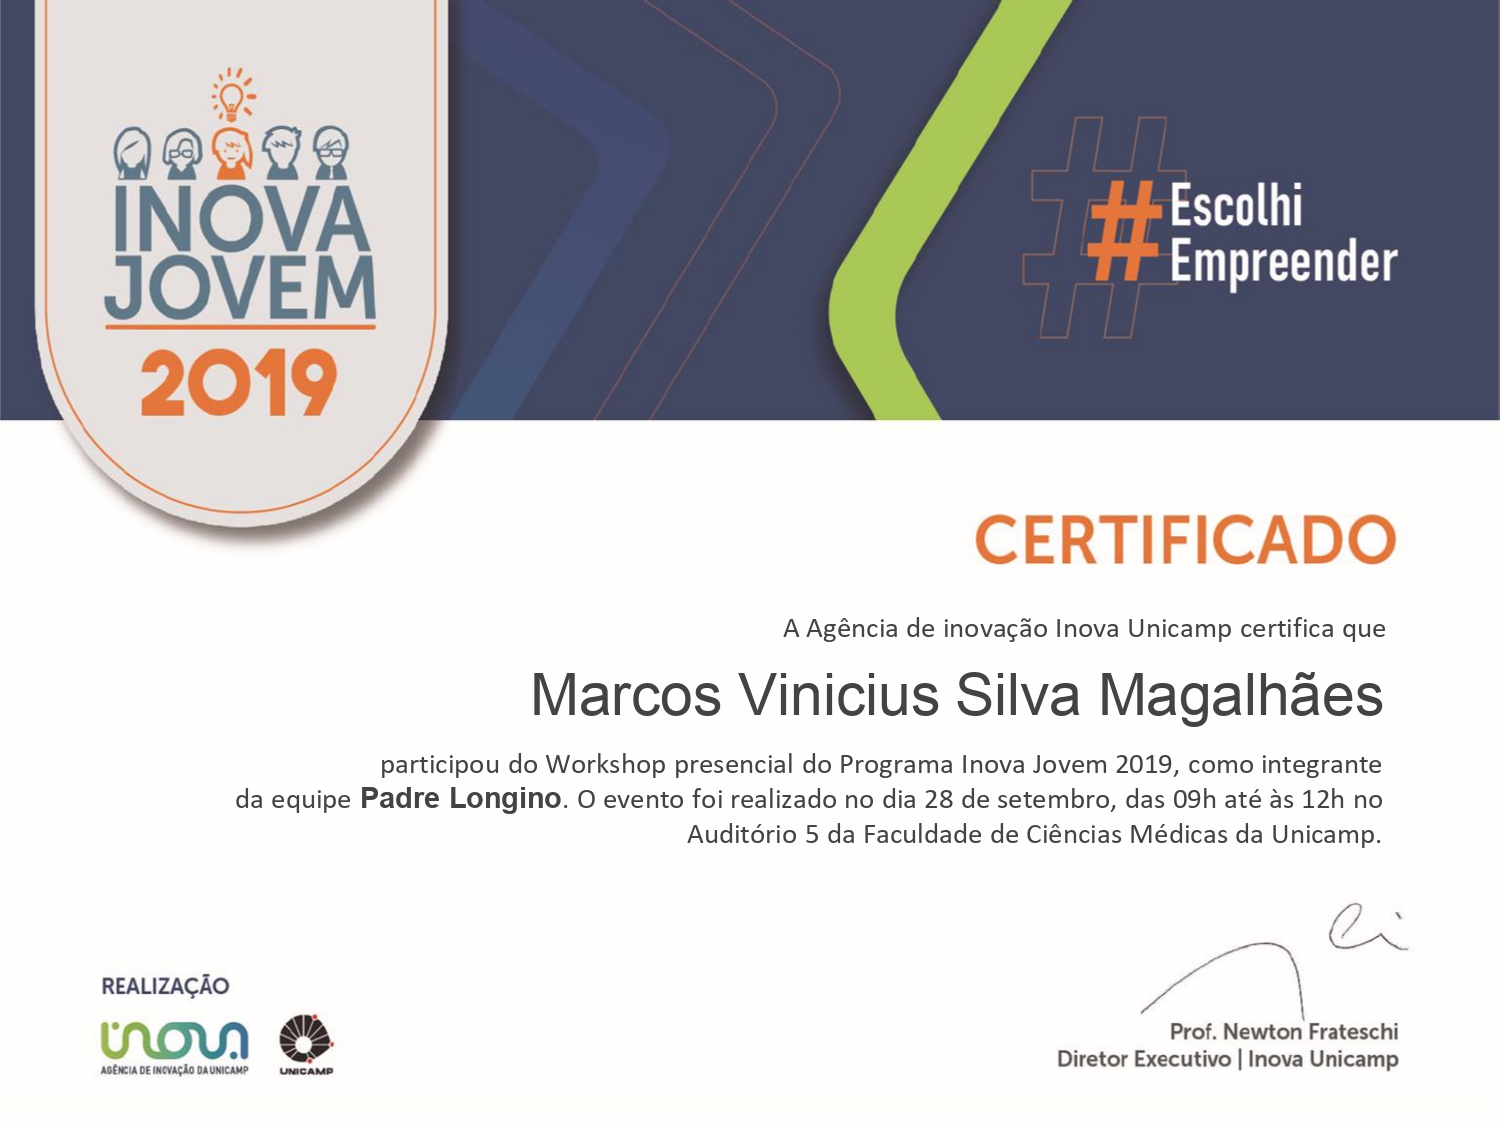 INOVA
JOVEM
2019
#Escolhi
Empreender
CERTIFICADO
A Agência de inovação Inova Unicamp certifica que
Marcos Vinicius Silva Magalhães
participou do Workshop presencial do Programa Inova Jovem 2019, como integrante
da equipe Padre Longino. O evento foi realizado no dia 28 de setembro, das 09h até às 12h no
Auditório 5 da Faculdade de Ciências Médicas da Unicamp.
REALIZAÇÃO
inova
AGÊNCIA DE INOVAÇÃO DA UNICAMP
UNICAMP
Prof. Newton Frateschi
Diretor Executivo | Inova Unicamp